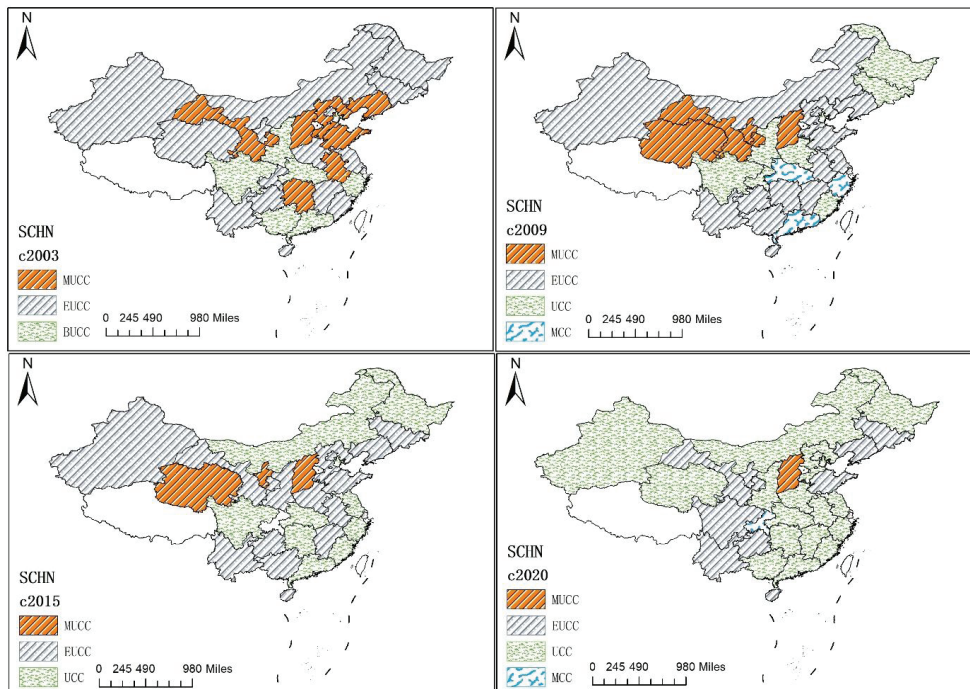 N
SCHN
c2003
MUCC
EUCC
BUCC
0 245 490 980 Miles
N
SCHN
c2009
MUCC
EUCC
UCC
MCC
0 245 490 980 Miles
N
SCHN
c2015
MUCC
EUCC
UCC
0 245 490 980 Miles
N
SCHN
c2020
MUCC
EUCC
UCC
MCC
0 245 490 980 Miles